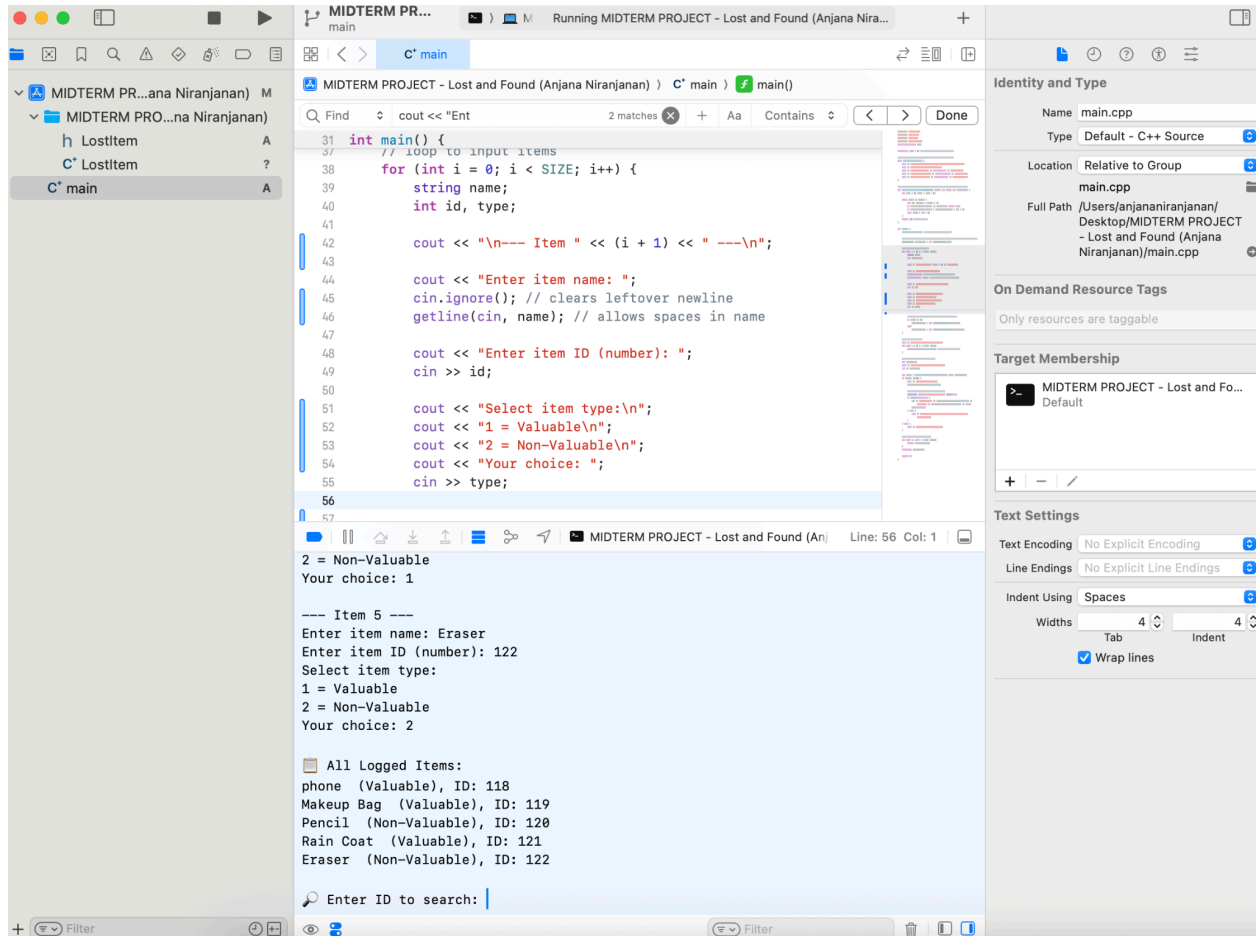 MIDTERM PR...
main
M
Running MIDTERM PROJECT - Lost and Found (Anjana Nira...
C+ main
MIDTERM PR...ana Niranjanan) M
MIDTERM PRO...na Niranjanan)
h LostItem A
C+ LostItem ?
C+ main A
Filter
MIDTERM PROJECT - Lost and Found (Anjana Niranjanan) 〉 C+ main 〉 f main()
Find cout << "Ent 2 matches Aa Contains Done
31 int main() {
37 // loop to input items
38 for (int i = 0; i < SIZE; i++) {
39 string name;
40 int id, type;
41
42 cout << "\n--- Item " << (i + 1) << " ---\n";
43
44 cout << "Enter item name: ";
45 cin.ignore(); // clears leftover newline
46 getline(cin, name); // allows spaces in name
47
48 cout << "Enter item ID (number): ";
49 cin >> id;
50
51 cout << "Select item type:\n";
52 cout << "1 = Valuable\n";
53 cout << "2 = Non-Valuable\n";
54 cout << "Your choice: ";
55 cin >> type;
56
57
MIDTERM PROJECT - Lost and Found (An Line: 56 Col: 1
2 = Non-Valuable
Your choice: 1
--- Item 5 ---
Enter item name: Eraser
Enter item ID (number): 122
Select item type:
1 = Valuable
2 = Non-Valuable
Your choice: 2
📋 All Logged Items:
phone  (Valuable), ID: 118
Makeup Bag  (Valuable), ID: 119
Pencil  (Non-Valuable), ID: 120
Rain Coat  (Valuable), ID: 121
Eraser  (Non-Valuable), ID: 122
🔎 Enter ID to search:
Filter
Identity and Type
Name main.cpp
Type Default - C++ Source
Location Relative to Group
main.cpp
Full Path /Users/anjananiranjanan/
Desktop/MIDTERM PROJECT
- Lost and Found (Anjana
Niranjanan)/main.cpp
On Demand Resource Tags
Only resources are taggable
Target Membership
MIDTERM PROJECT - Lost and Fo...
Default
Text Settings
Text Encoding No Explicit Encoding
Line Endings No Explicit Line Endings
Indent Using Spaces
Widths 4 4
Tab Indent
Wrap lines